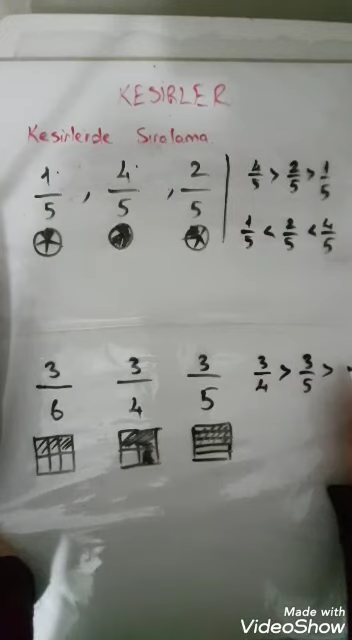 KESİRLER
Kesirlerde Sıralama
1/5, 4/5, 2/5
4/5 > 2/5 > 1/5
1/5 < 2/5 < 4/5
3/6 3/4 3/5
3/4 > 3/5 >
Made with
VideoShow